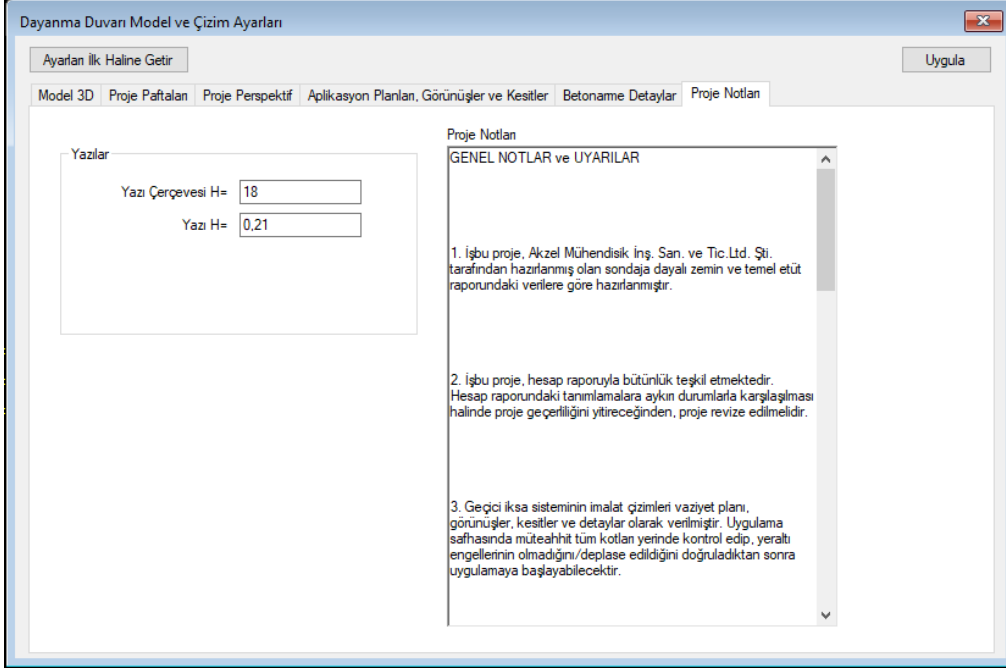 Dayanma Duvarı Model ve Çizim Ayarları
Ayarları İlk Haline Getir
Uygula
Model 3D
Proje Paftaları
Proje Perspektif
Aplikasyon Planları, Görünüşler ve Kesitler
Betonarme Detaylar
Proje Notları
Yazılar
Yazı Çerçevesi H= 18
Yazı H= 0,21
Proje Notları
GENEL NOTLAR ve UYARILAR
1. İşbu proje, Akzel Mühendisik İnş. San. ve Tic.Ltd. Şti.
tarafından hazırlanmış olan sondaja dayalı zemin ve temel etüt
raporundaki verilere göre hazırlanmıştır.
2. İşbu proje, hesap raporuyla bütünlük teşkil etmektedir.
Hesap raporundaki tanımlamalara aykırı durumlarla karşılaşılması
halinde proje geçerliliğini yitireceğinden, proje revize edilmelidir.
3. Geçici iksa sisteminin imalat çizimleri vaziyet planı,
görünüşler, kesitler ve detaylar olarak verilmiştir. Uygulama
safhasında müteahhit tüm kotları yerinde kontrol edip, yeraltı
engellerinin olmadığını/deplase edildiğini doğruladıktan sonra
uygulamaya başlayabilecektir.